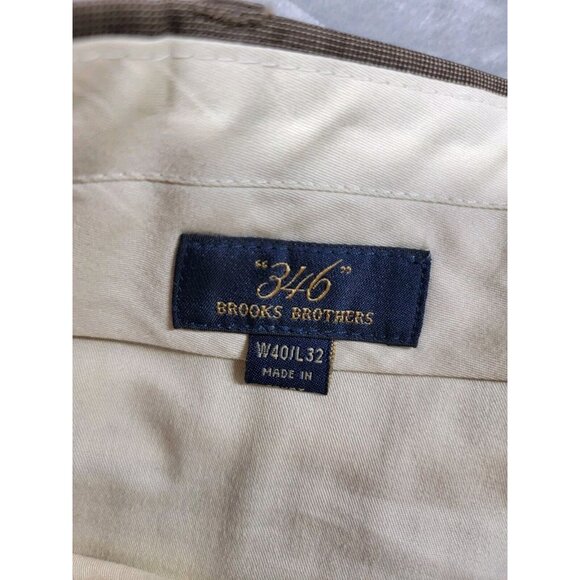 "346"
BROOKS BROTHERS
W40/L32
MADE IN